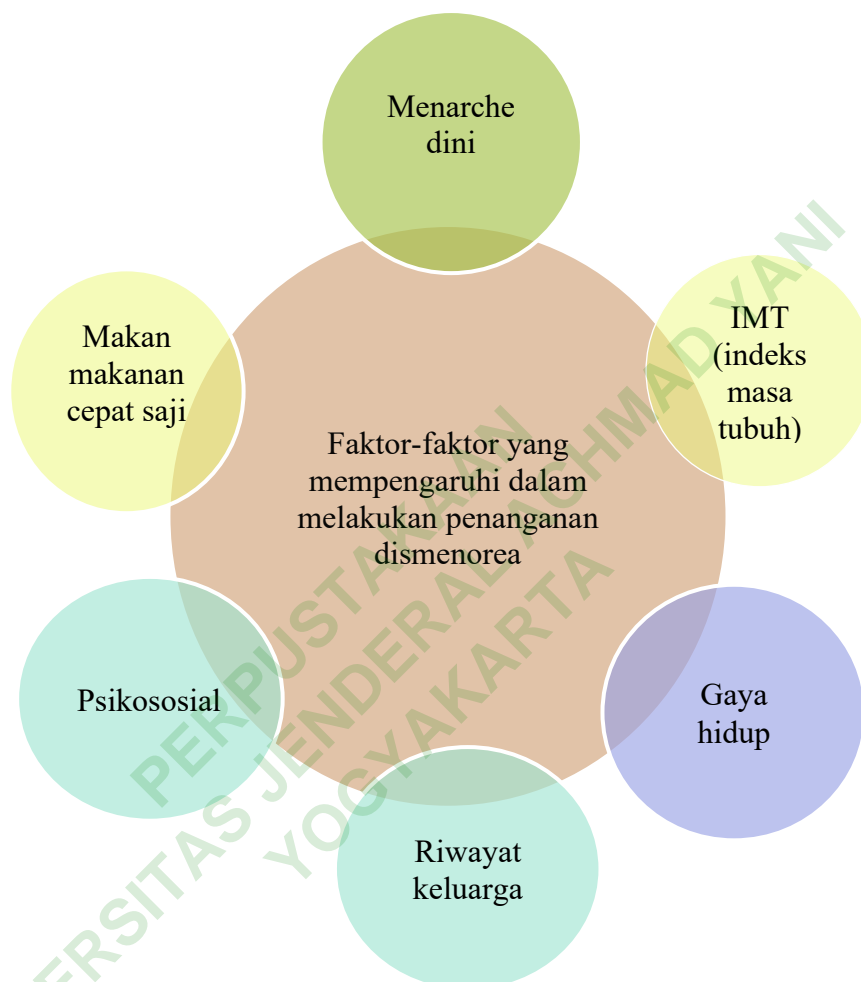 Menarche
dini
IMT
(indeks
masa
tubuh)
Makan
makanan
cepat saji
Faktor-faktor yang
mempengaruhi dalam
melakukan penanganan
dismenorea
Psikososial
Gaya
hidup
Riwayat
keluarga
PERPUSTAKAAN
ERSITAS JENDERAL ACHMAD YANI
YOGYAKARTA